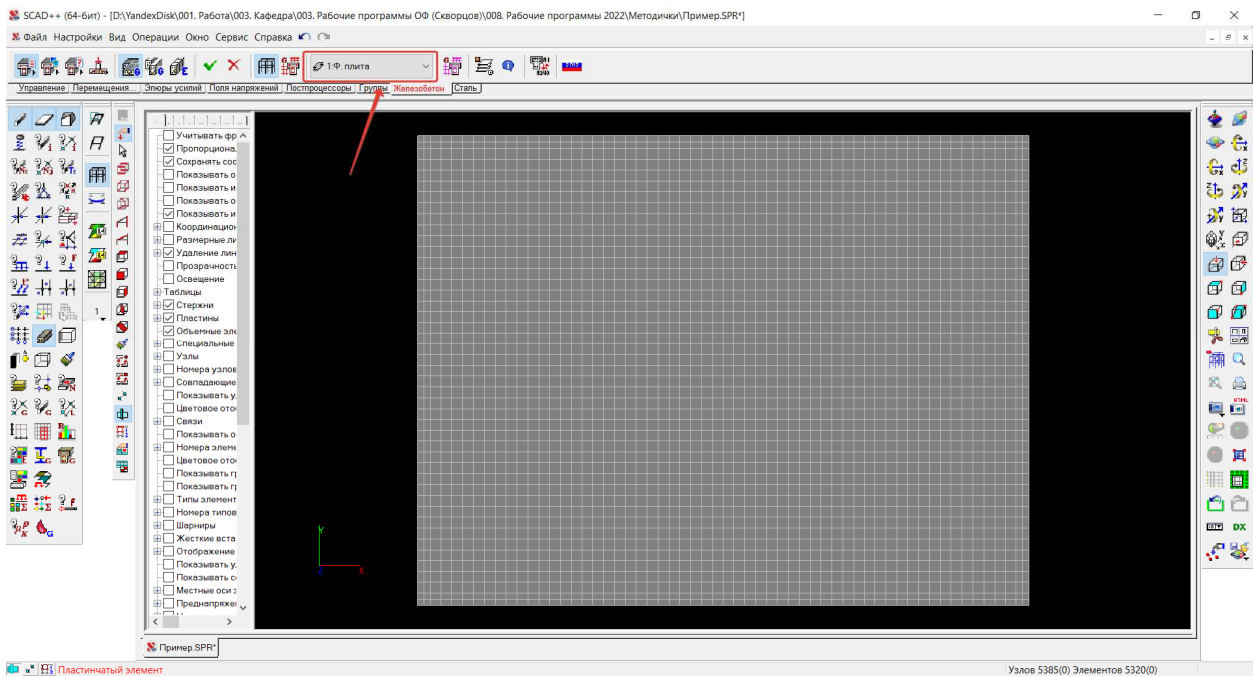 SCAD++ (64-бит) - [D:\YandexDisk\001. Работа\003. Кафедра\003. Рабочие программы ОФ (Скворцов)\008. Рабочие программы 2022\Методички\Пример.SPR*]
Файл Настройки Вид Операции Окно Сервис Справка
1:Ф. плита
Управление Перемещения... Эпюры усилий Поля напряжений Постпроцессоры Группы Железобетон Сталь
Учитывать фр
Пропорциона.
Сохранять соо
Показывать о
Показывать и
Показывать о
Показывать и
Координацион
Размерные ли
Удаление лин
Прозрачность
Освещение
Таблицы
Стержни
Пластины
Объемные эле
Специальные
Узлы
Номера узлов
Совпадающие
Показывать у.
Цветовое ото
Связи
Показывать о
Номера элеме
Цветовое ото
Показывать гр
Показывать гр
Типы элемент
Номера типов
Шарниры
Жесткие вста
Отображение
Показывать у.
Показывать се
Местные оси э
Преднапряже
Y
Z X
Пример.SPR*
Пластинчатый элемент
Узлов 5385(0) Элементов 5320(0)